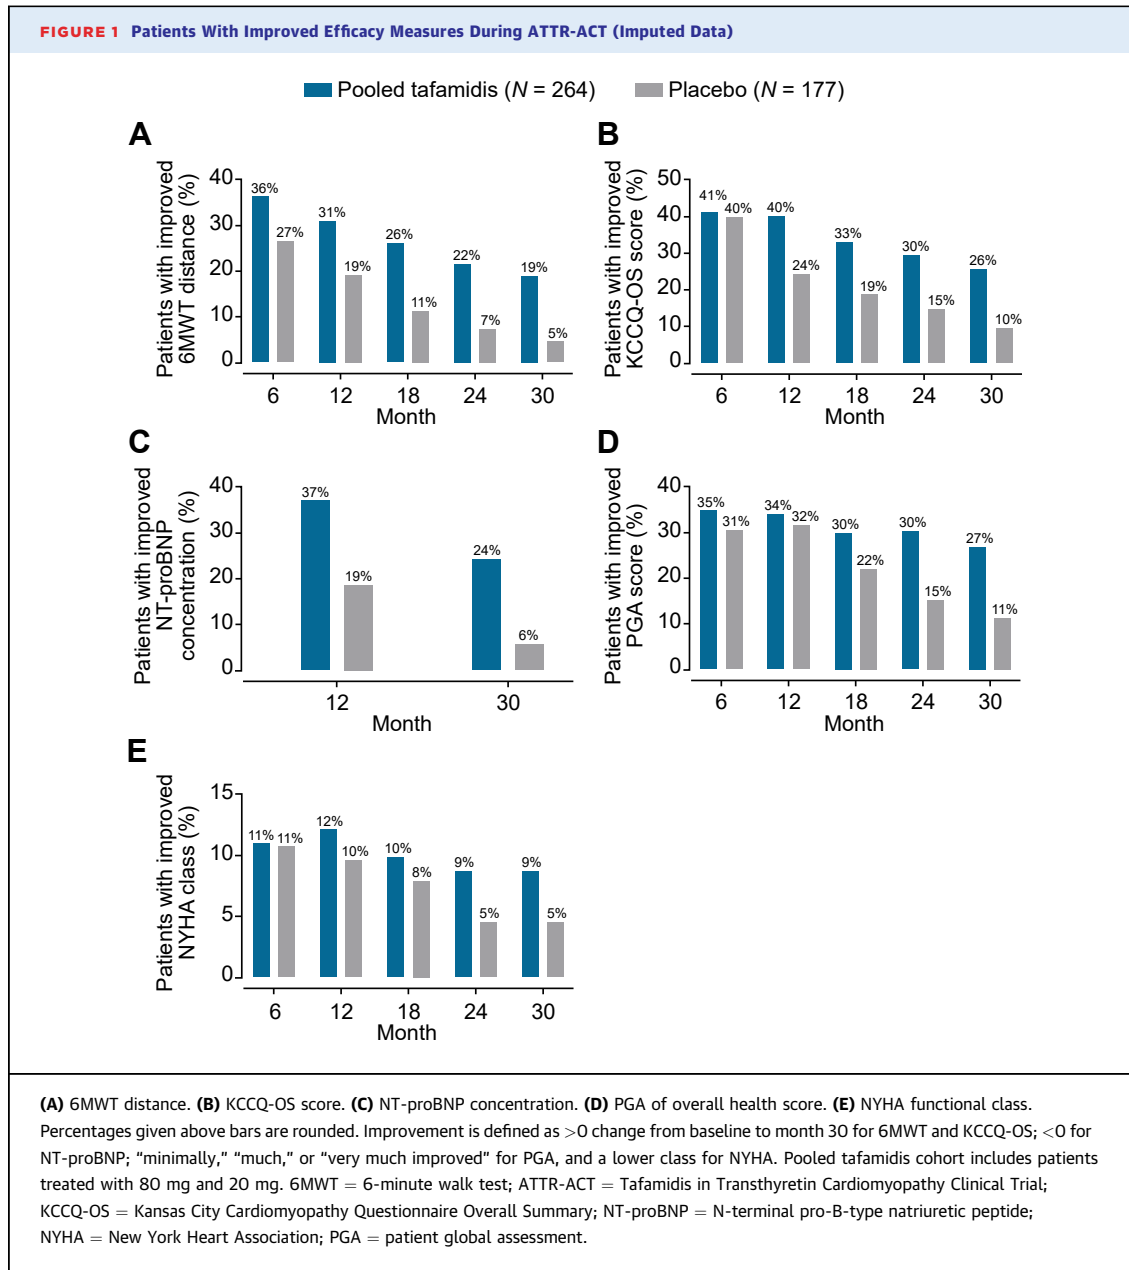 FIGURE 1 Patients With Improved Efficacy Measures During ATTR-ACT (Imputed Data)
Pooled tafamidis (N = 264) Placebo (N = 177)
A
Patients with improved
6MWT distance (%)
40
30
20
10
0
36% 27% 31% 19% 26% 11% 22% 7% 19% 5%
6 12 18 24 30
Month
B
Patients with improved
KCCQ-OS score (%)
50
40
30
20
10
0
41% 40% 40% 24% 33% 19% 30% 15% 26% 10%
6 12 18 24 30
Month
C
Patients with improved
NT-proBNP
concentration (%)
40
30
20
10
0
37% 19% 24% 6%
12 30
Month
D
Patients with improved
PGA score (%)
40
30
20
10
0
35% 31% 34% 32% 30% 22% 30% 15% 27% 11%
6 12 18 24 30
Month
E
Patients with improved
NYHA class (%)
15
10
5
0
11% 11% 12% 10% 10% 8% 9% 5% 9% 5%
6 12 18 24 30
Month
(A) 6MWT distance. (B) KCCQ-OS score. (C) NT-proBNP concentration. (D) PGA of overall health score. (E) NYHA functional class.
Percentages given above bars are rounded. Improvement is defined as >0 change from baseline to month 30 for 6MWT and KCCQ-OS; <0 for
NT-proBNP; “minimally,” “much,” or “very much improved” for PGA, and a lower class for NYHA. Pooled tafamidis cohort includes patients
treated with 80 mg and 20 mg. 6MWT = 6-minute walk test; ATTR-ACT = Tafamidis in Transthyretin Cardiomyopathy Clinical Trial;
KCCQ-OS = Kansas City Cardiomyopathy Questionnaire Overall Summary; NT-proBNP = N-terminal pro-B-type natriuretic peptide;
NYHA = New York Heart Association; PGA = patient global assessment.